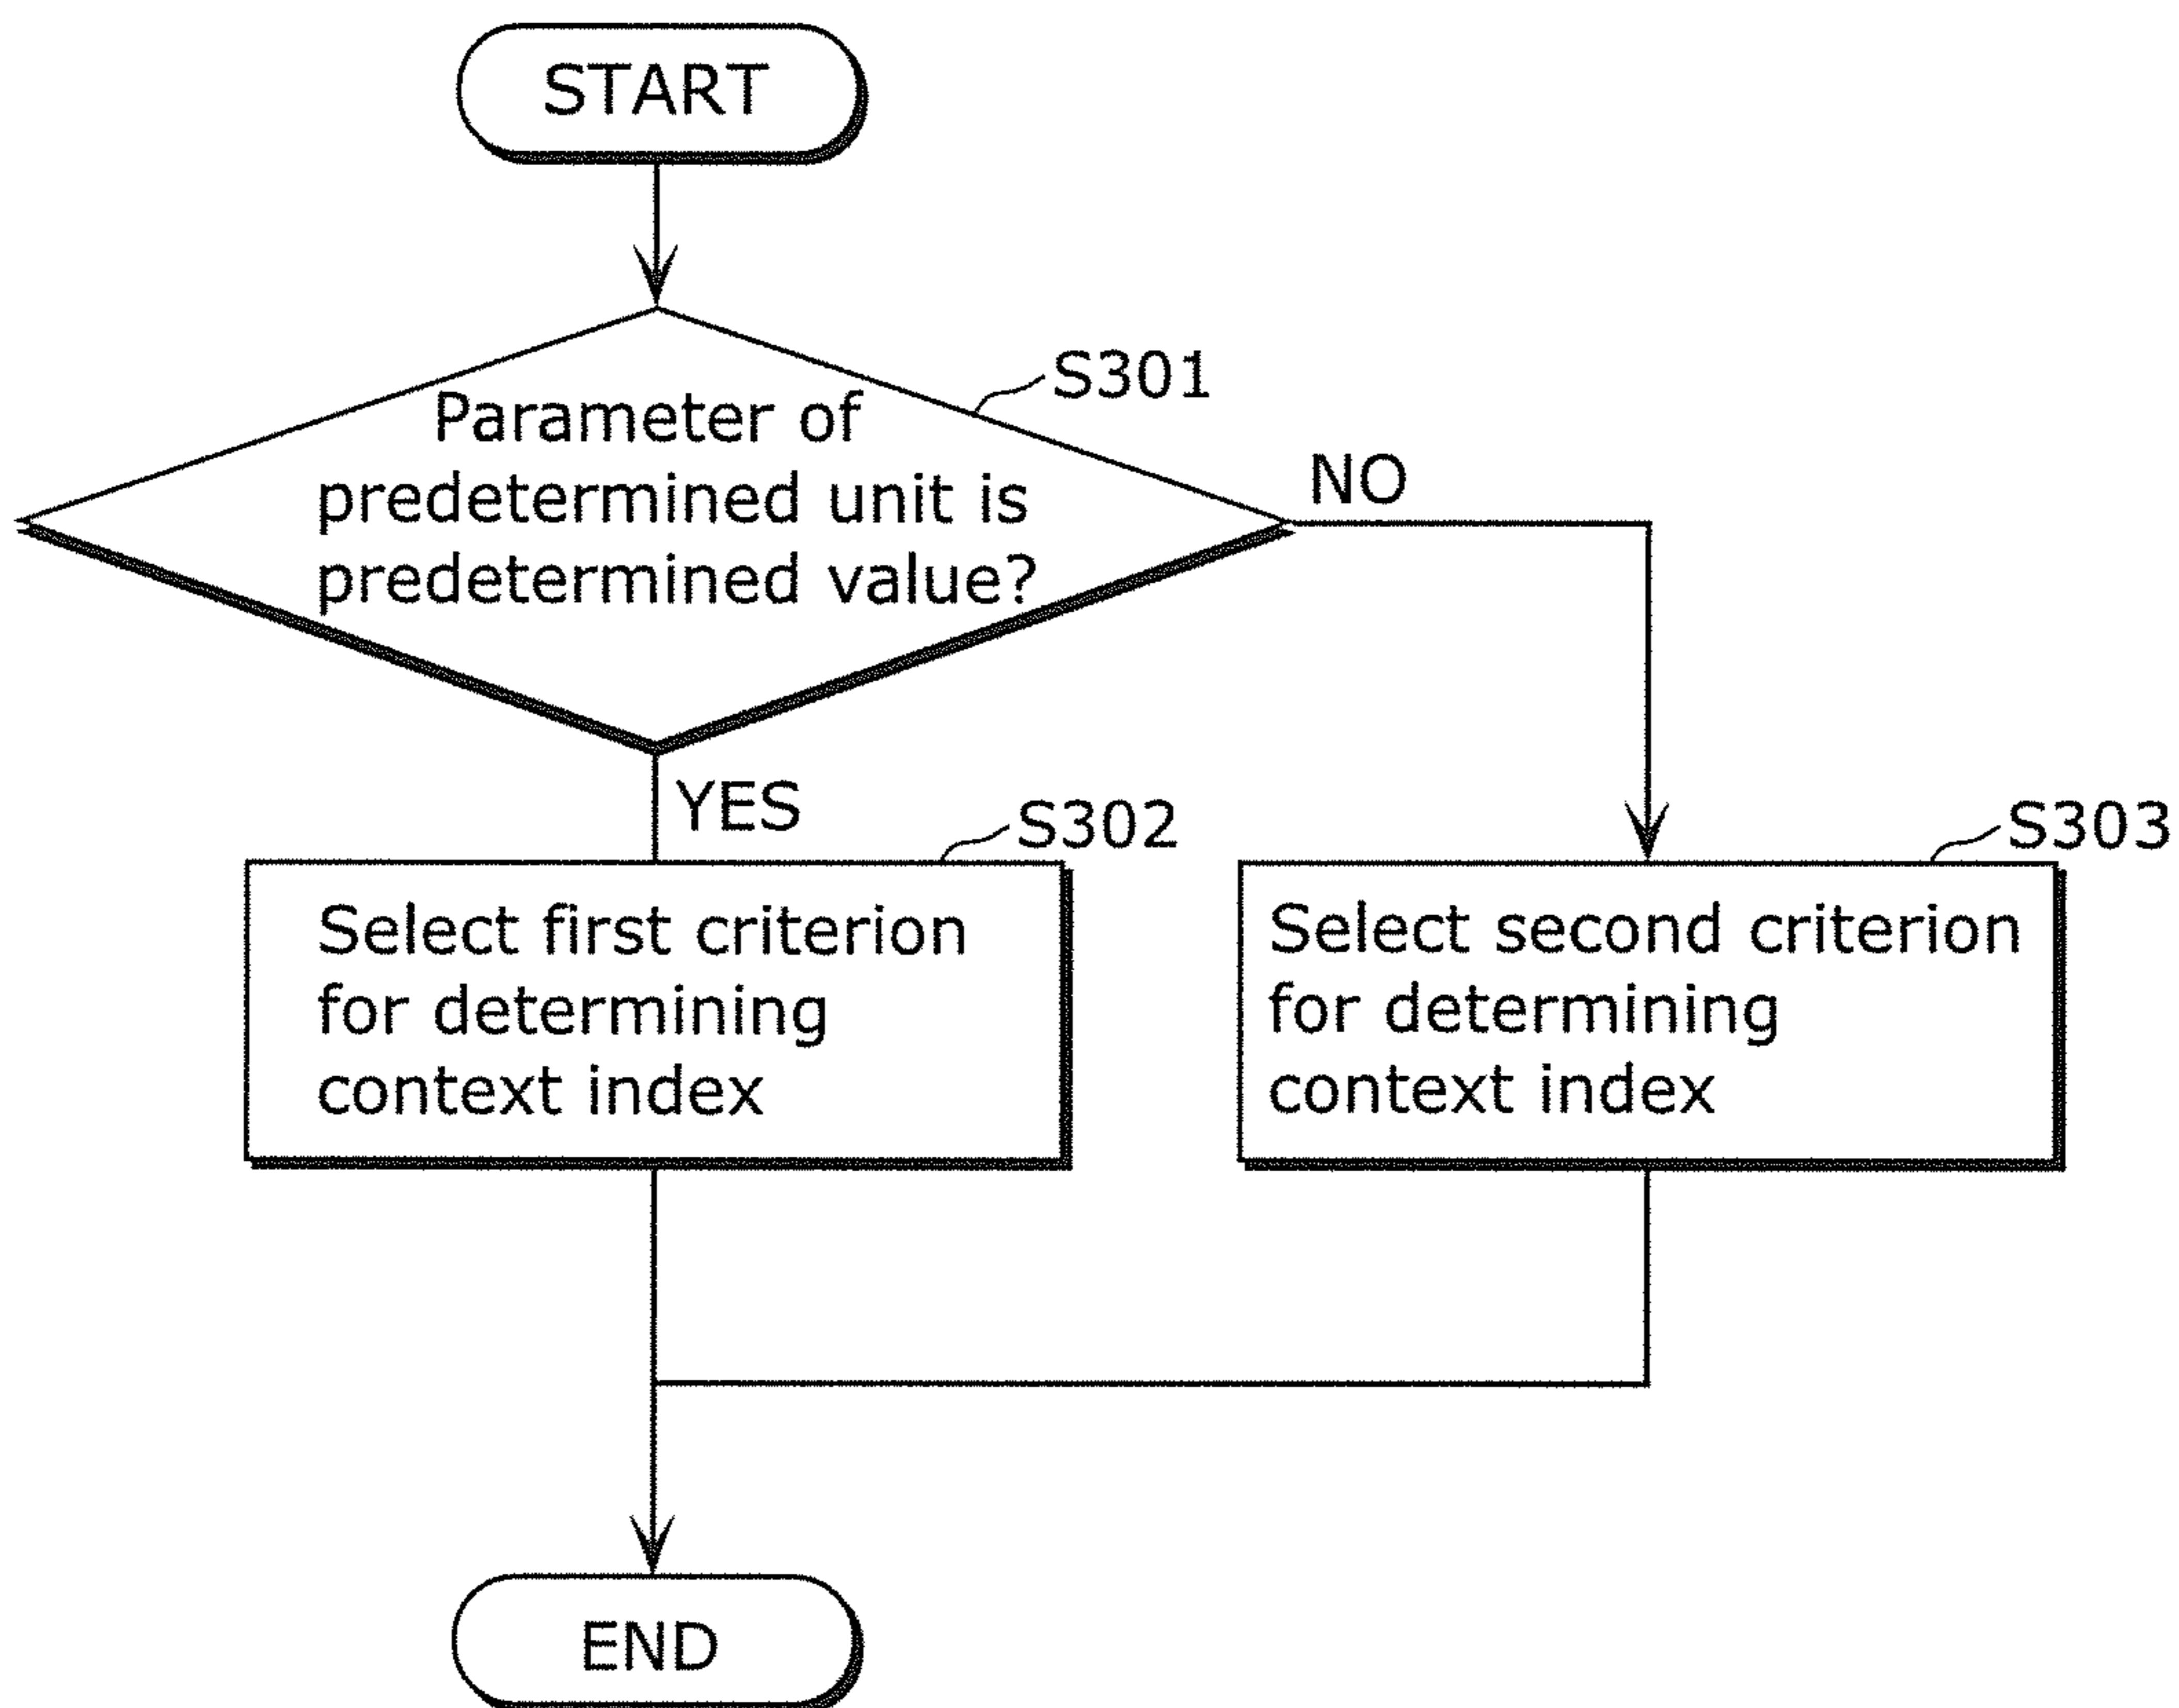 START
S301
Parameter of
predetermined unit is
predetermined value?
NO
YES
S302
Select first criterion
for determining
context index
S303
Select second criterion
for determining
context index
END